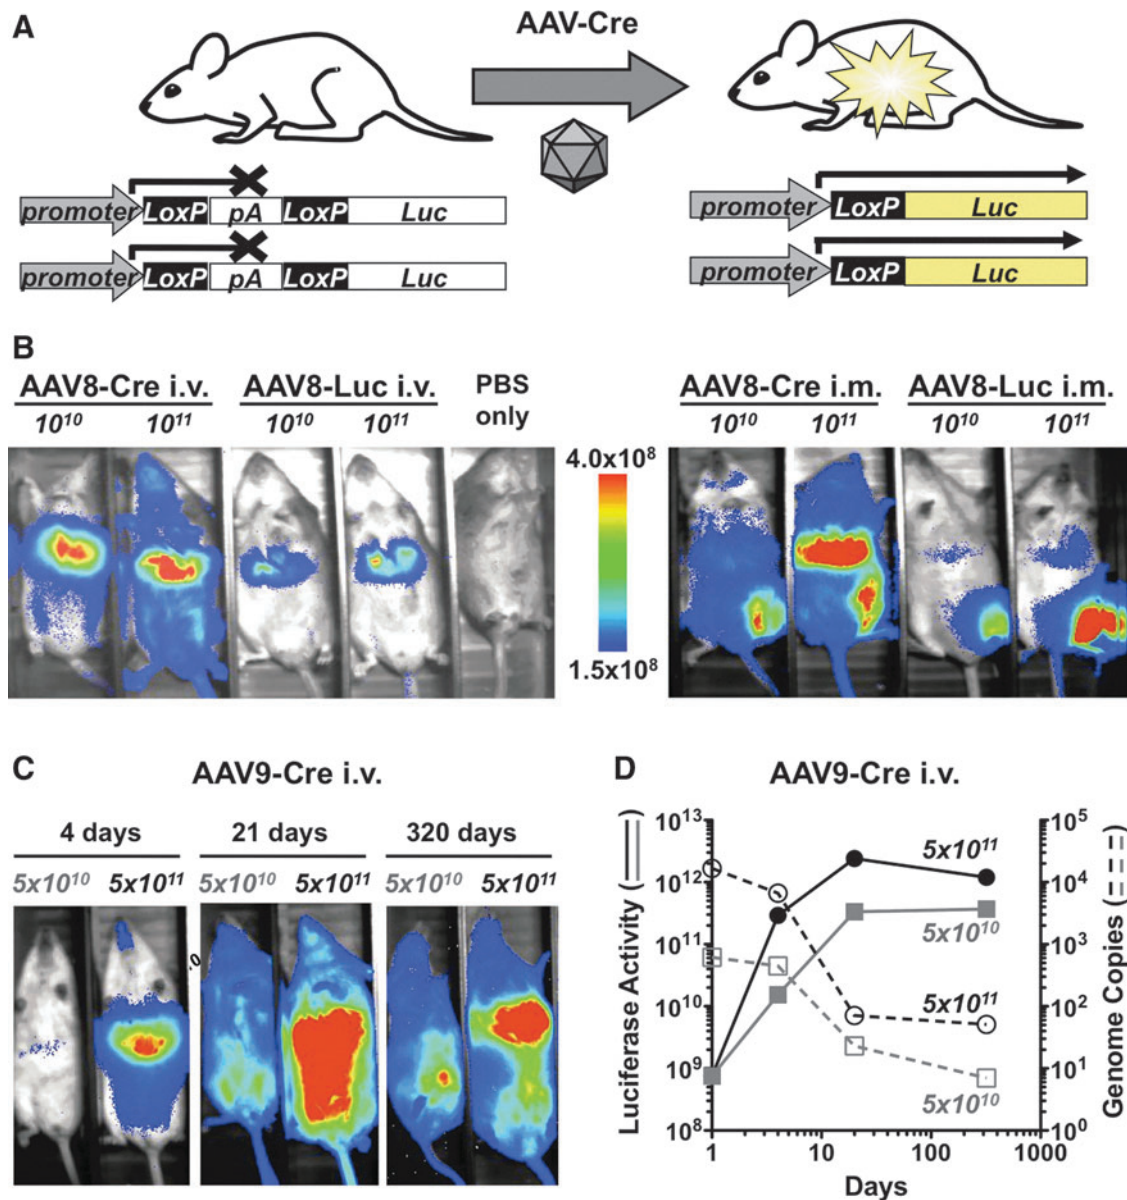 A
AAV-Cre
promoter LoxP pA LoxP Luc
promoter LoxP Luc
promoter LoxP pA LoxP Luc
promoter LoxP Luc
B
AAV8-Cre i.v. AAV8-Luc i.v. PBS only
10¹⁰ 10¹¹ 10¹⁰ 10¹¹
4.0x10⁸
1.5x10⁸
AAV8-Cre i.m. AAV8-Luc i.m.
10¹⁰ 10¹¹ 10¹⁰ 10¹¹
C
AAV9-Cre i.v.
4 days 21 days 320 days
5x10¹⁰ 5x10¹¹ 5x10¹⁰ 5x10¹¹ 5x10¹⁰ 5x10¹¹
D
AAV9-Cre i.v.
Luciferase Activity ( )
10¹³
10¹²
10¹¹
10¹⁰
10⁹
10⁸
5x10¹¹
5x10¹⁰
5x10¹¹
5x10¹⁰
10⁵
10⁴
10³
10²
10¹
10⁰
Genome Copies ( )
1 10 100 1000
Days